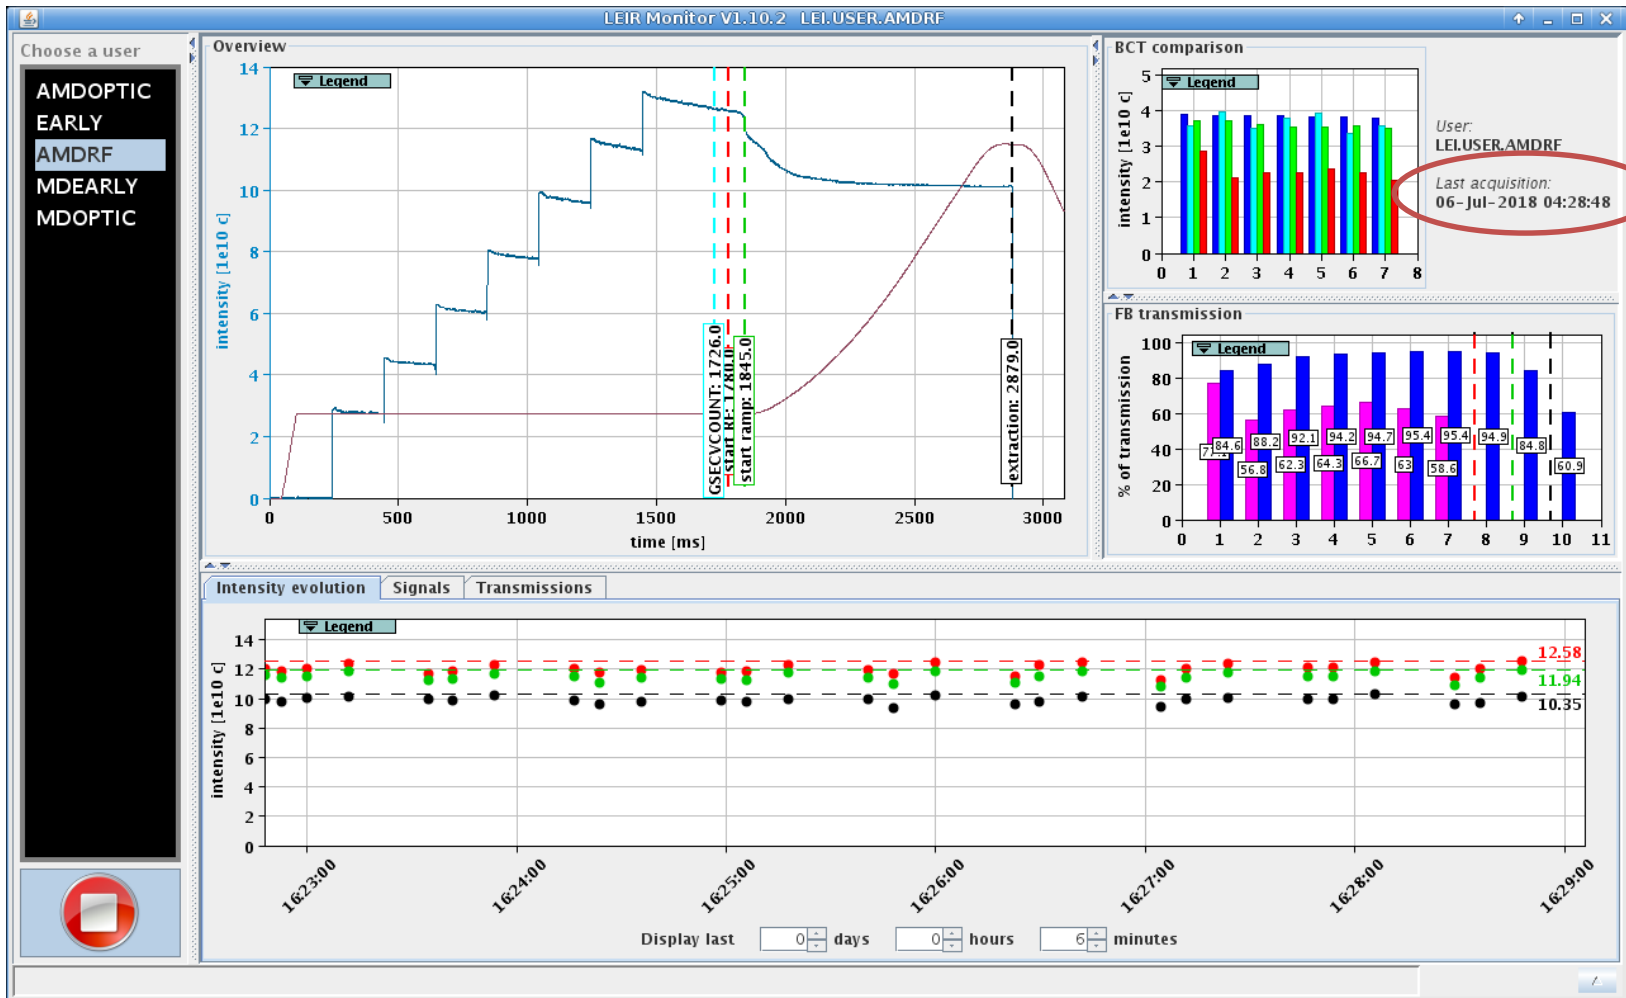 LEIR Monitor V1.10.2   LEI.USER.AMDRF
Choose a user
AMDOPTIC
EARLY
AMDRF
MDEARLY
MDOPTIC
Overview
Legend
intensity [1e10 c]
14
12
10
8
6
4
2
0
GSECVCOUNT: 1726.0
start RF: 1780.0
start ramp: 1845.0
extraction: 2879.0
0 500 1000 1500 2000 2500 3000
time [ms]
BCT comparison
Legend
intensity [1e10 c]
5
4
3
2
1
0
0 1 2 3 4 5 6 7 8
User:
LEI.USER.AMDRF
Last acquisition:
06-Jul-2018 04:28:48
FB transmission
Legend
% of transmission
100
80
60
40
20
0
84.6 88.2 92.1 94.2 94.7 95.4 95.4 94.9 84.8 60.9
56.8 62.3 64.3 66.7 63 58.6
0 1 2 3 4 5 6 7 8 9 10 11
Intensity evolution Signals Transmissions
Legend
intensity [1e10 c]
14
12
10
8
6
4
2
0
12.58
11.94
10.35
16:23:00 16:24:00 16:25:00 16:26:00 16:27:00 16:28:00 16:29:00
Display last 0 days 0 hours 6 minutes